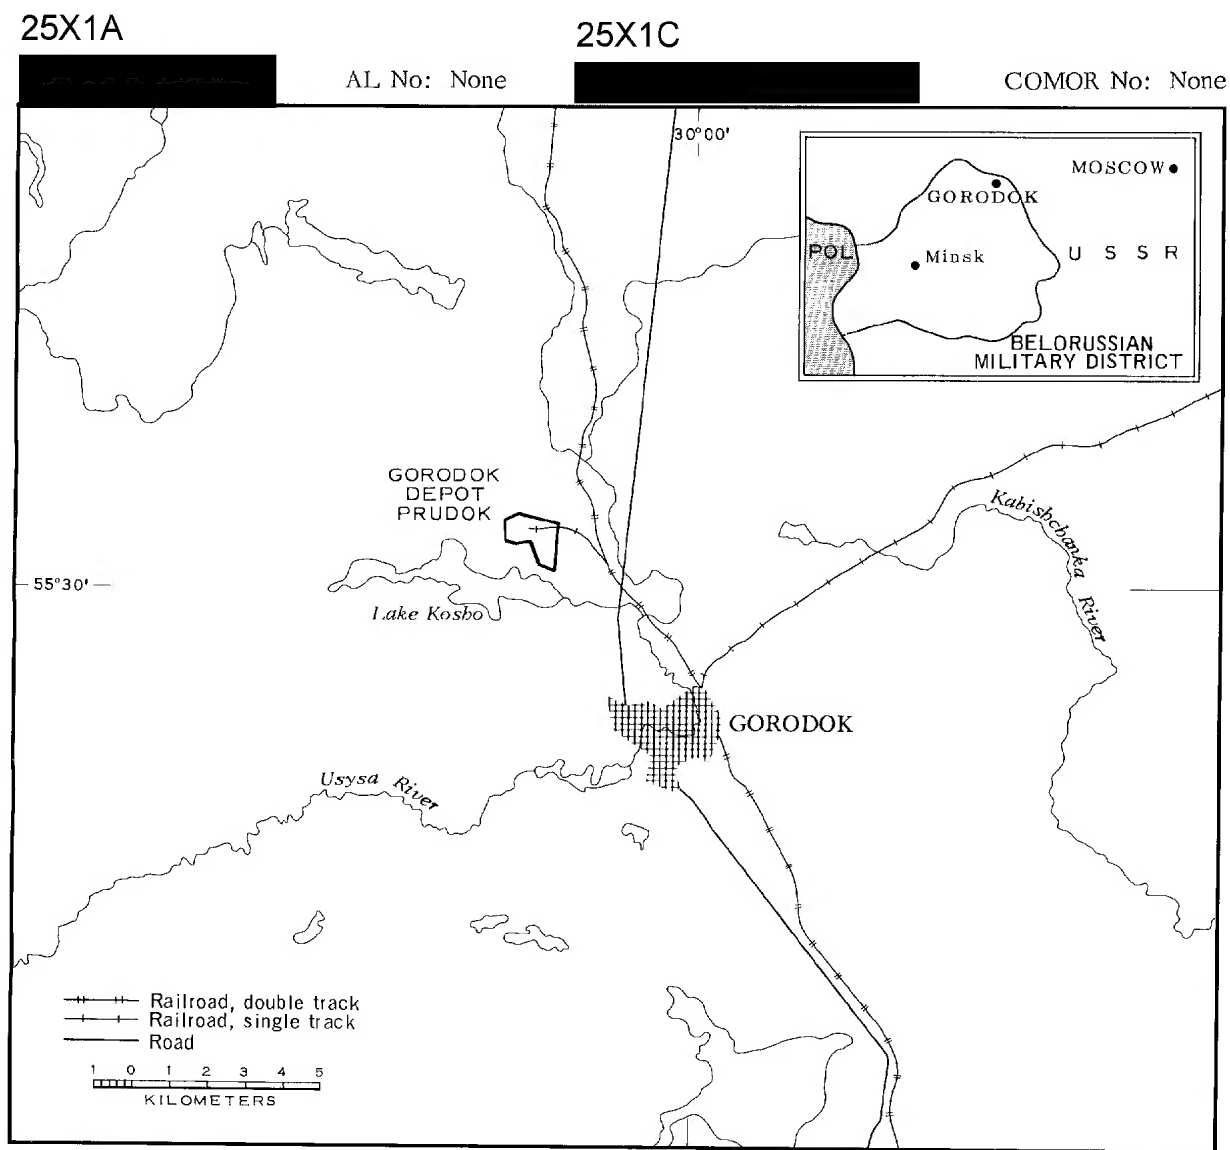 25X1A
25X1C
AL No: None
COMOR No: None
30°00'
MOSCOW
GORODOK
POL
Minsk
U S S R
BELORUSSIAN
MILITARY DISTRICT
GORODOK
DEPOT
PRUDOK
Kabishchanka River
55°30'
Lake Kosho
GORODOK
Usysa River
Railroad, double track
Railroad, single track
Road
1 0 1 2 3 4 5
KILOMETERS